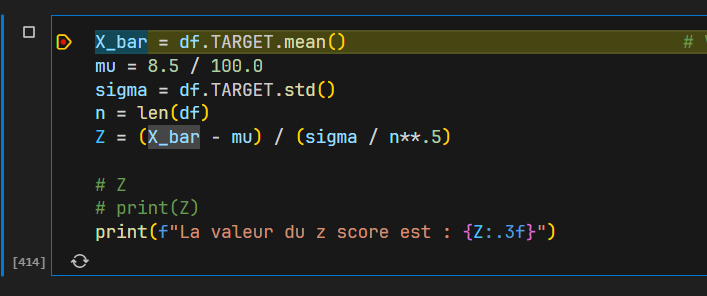 X_bar = df.TARGET.mean() #
mu = 8.5 / 100.0
sigma = df.TARGET.std()
n = len(df)
Z = (X_bar - mu) / (sigma / n**.5)
# Z
# print(Z)
print(f"La valeur du z score est : {Z:.3f}")
[414]